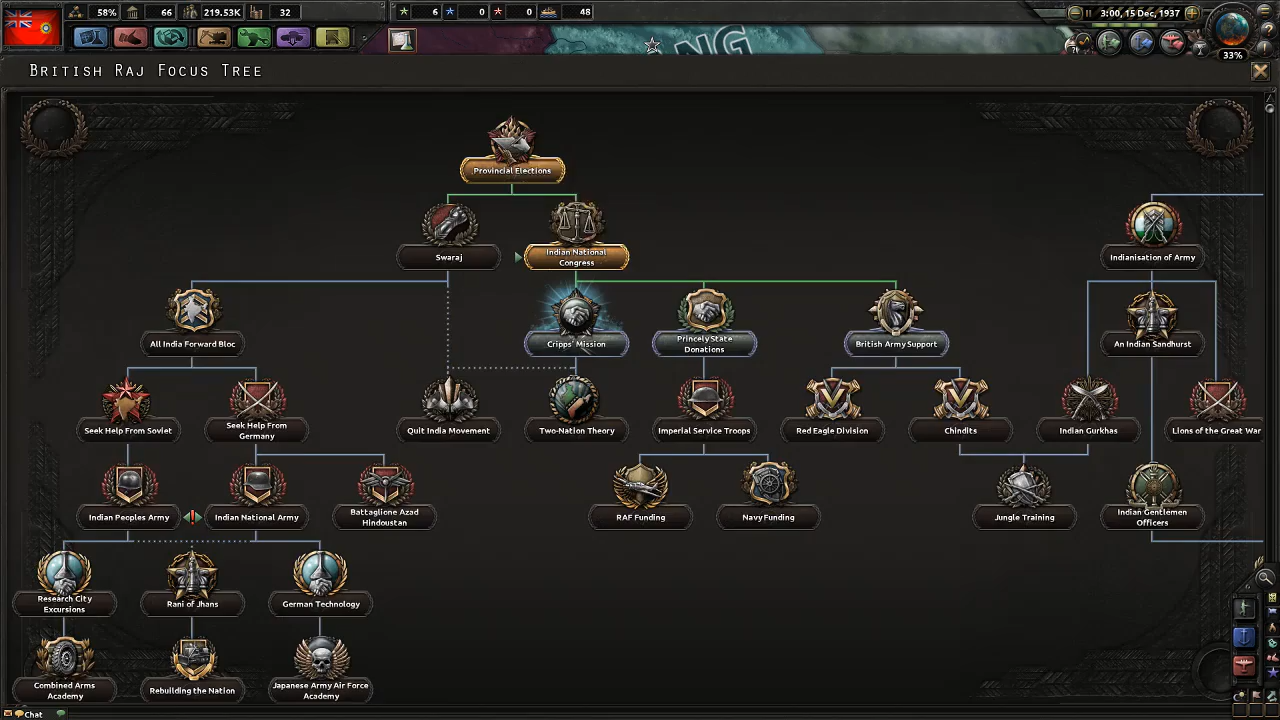 58% 66 219.53K 32 6 0 0 48 3:00, 15 Dec, 1937
NG
33%
British Raj Focus Tree
Provincial Elections
Swaraj
Indian National
Congress
Indianisation of Army
All India Forward Bloc
Cripps' Mission
Princely State
Donations
British Army Support
An Indian Sandhurst
Seek Help From Soviet
Seek Help From
Germany
Quit India Movement
Two-Nation Theory
Imperial Service Troops
Red Eagle Division
Chindits
Indian Gurkhas
Lions of the Great War
Indian Peoples Army
Indian National Army
Battaglione Azad
Hindoustan
RAF Funding
Navy Funding
Jungle Training
Indian Gentlemen
Officers
Research City
Excursions
Rani of Jhans
German Technology
Combined Arms
Academy
Rebuilding the Nation
Japanese Army Air Force
Academy
Chat